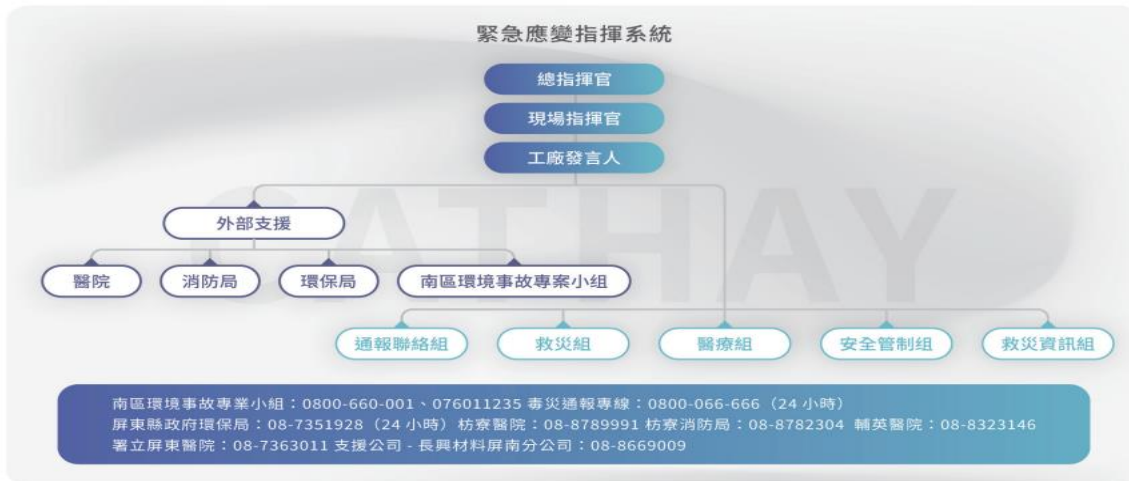 緊急應變指揮系統
總指揮官
現場指揮官
工廠發言人
CATHAY
外部支援
醫院 消防局 環保局 南區環境事故專案小組
通報聯絡組 救災組 醫療組 安全管制組 救災資訊組
南區環境事故專業小組：0800-660-001、076011235 毒災通報專線：0800-066-666（24 小時）
屏東縣政府環保局：08-7351928（24 小時）枋寮醫院：08-8789991 枋寮消防局：08-8782304 輔英醫院：08-8323146
署立屏東醫院：08-7363011 支援公司 - 長興材料屏南分公司：08-8669009